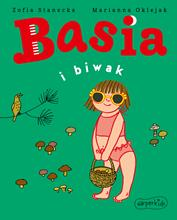 Zofia Stanecka Marianna Oklejak
Basia
i biwak
harperkids